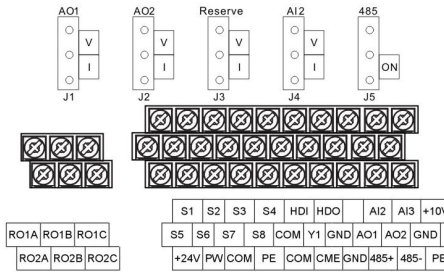 AO1 AO2 Reserve AI2 485
V V V V
I I I I ON
J1 J2 J3 J4 J5
S1 S2 S3 S4 HDI HDO AI2 AI3 +10V
RO1A RO1B RO1C S5 S6 S7 S8 COM Y1 GND AO1 AO2 GND
RO2A RO2B RO2C +24V PW COM PE COM CME GND 485+ 485- PE